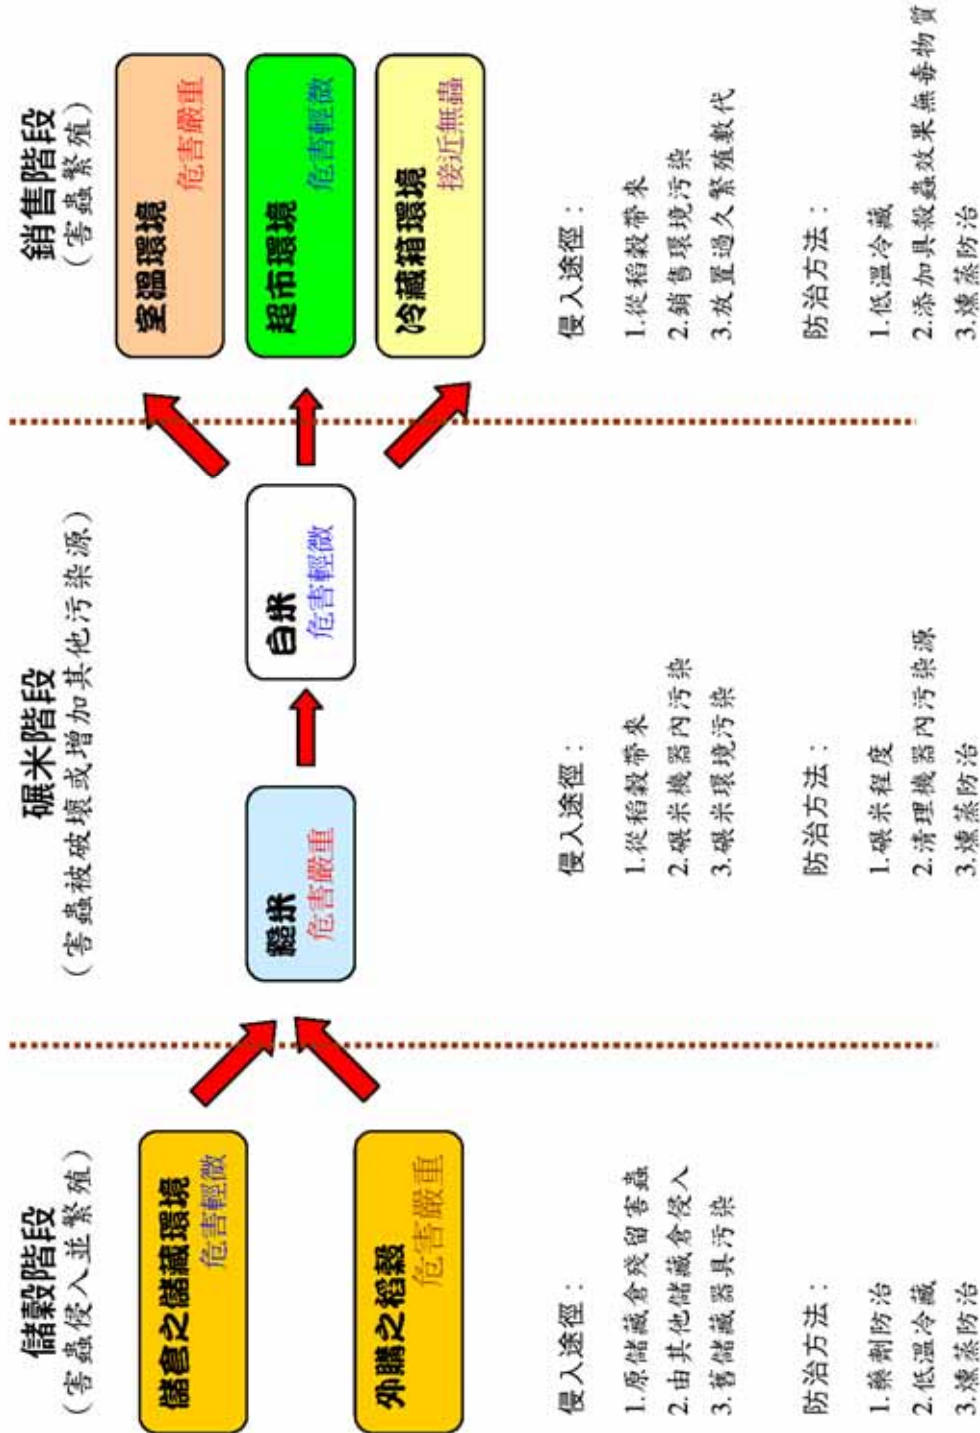 儲穀階段
（害蟲侵入並繁殖）
儲倉之儲藏環境
危害輕微
外購之稻穀
危害嚴重
侵入途徑：
1.原儲藏倉殘留害蟲
2.由其他儲藏倉侵入
3.舊儲藏器具污染
防治方法：
1.藥劑防治
2.低溫冷藏
3.燻蒸防治
碾米階段
（害蟲被破壞或增加其他污染源）
糙米
危害嚴重
白米
危害輕微
侵入途徑：
1.從稻穀帶來
2.碾米機器內污染
3.碾米環境污染
防治方法：
1.碾米程度
2.清理機器內污染源
3.燻蒸防治
銷售階段
（害蟲繁殖）
室溫環境
危害嚴重
超市環境
危害輕微
冷藏箱環境
接近無蟲
侵入途徑：
1.從稻穀帶來
2.銷售環境污染
3.放置過久繁殖數代
防治方法：
1.低溫冷藏
2.添加具殺蟲效果無毒物質
3.燻蒸防治